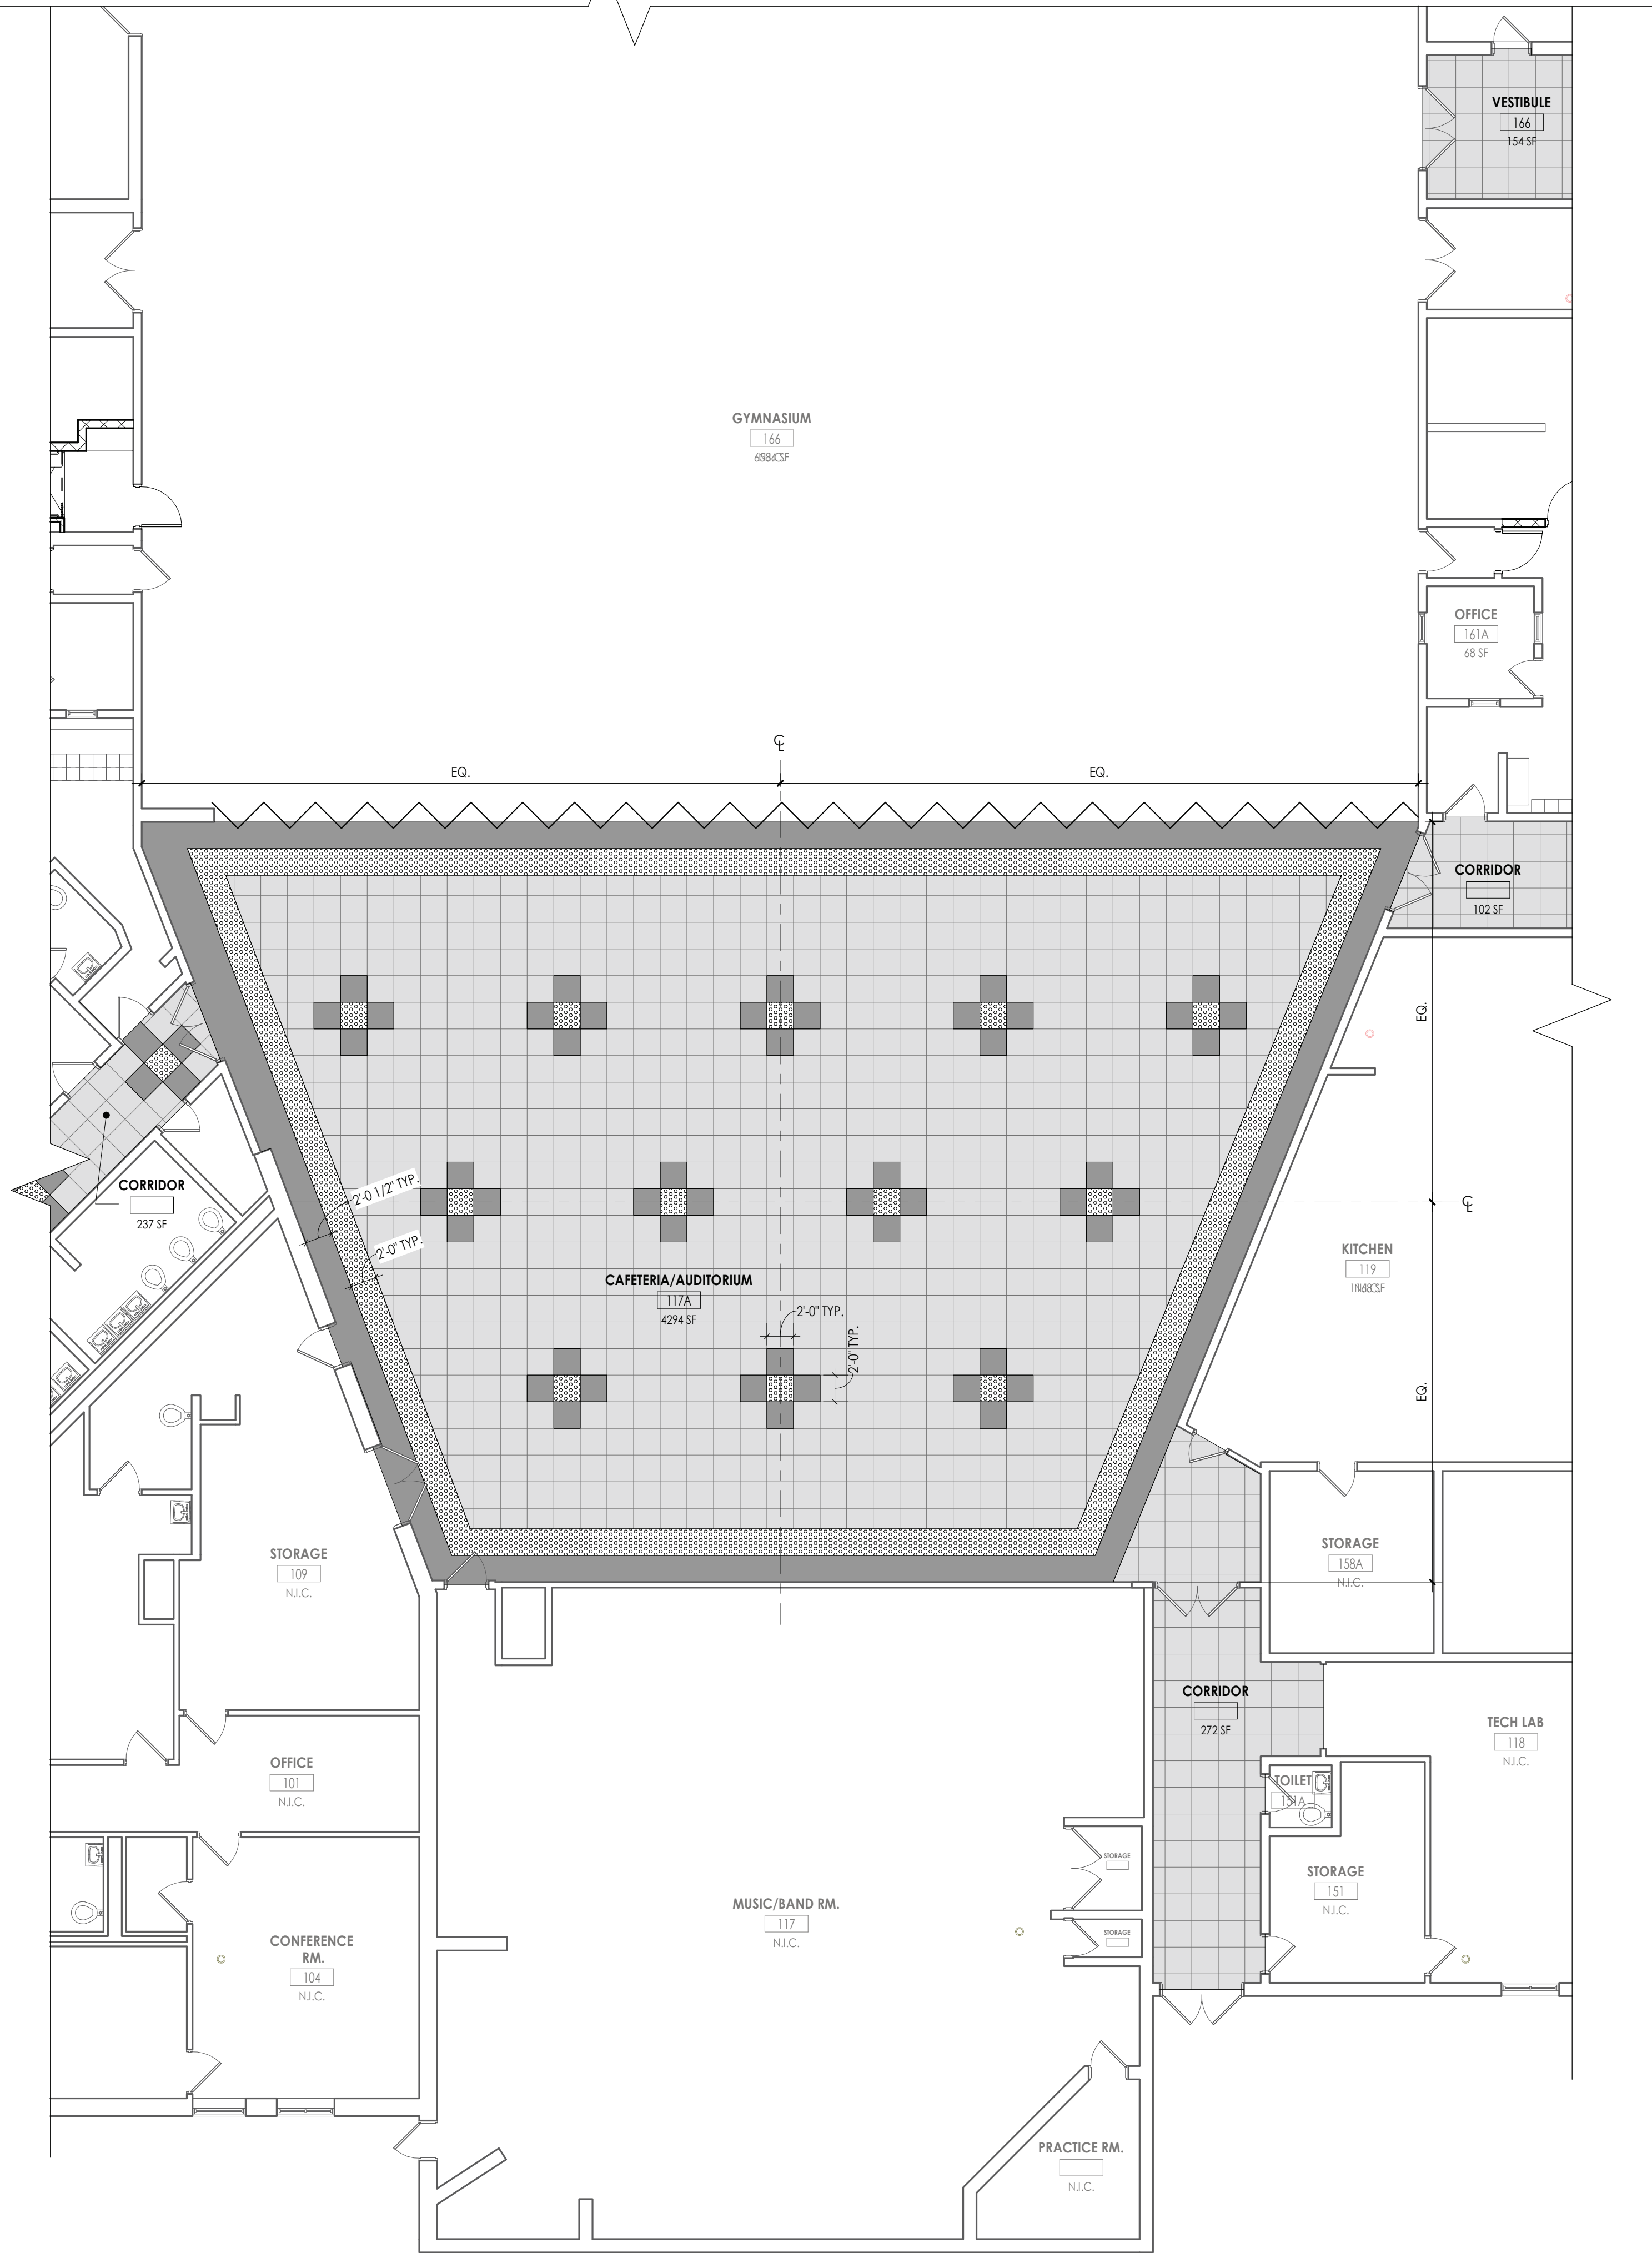 VESTIBULE
166
154 SF
GYMNASIUM
166
OFFICE
161A
68 SF
EQ.
EQ.
CORRIDOR
102 SF
EQ.
2'-0 1/2" TYP.
2'-0" TYP.
CORRIDOR
237 SF
KITCHEN
119
CAFETERIA/AUDITORIUM
117A
4294 SF
2'-0" TYP.
2'-0" TYP.
EQ.
STORAGE
109
N.I.C.
STORAGE
158A
N.I.C.
CORRIDOR
272 SF
TECH LAB
118
N.I.C.
OFFICE
101
N.I.C.
TOILET
151A
STORAGE
STORAGE
151
N.I.C.
MUSIC/BAND RM.
117
N.I.C.
STORAGE
CONFERENCE
RM.
104
N.I.C.
PRACTICE RM.
N.I.C.